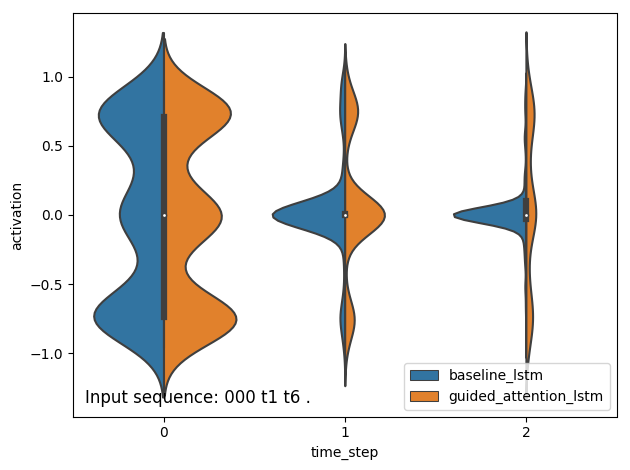 1.0
0.5
0.0
−0.5
−1.0
activation
Input sequence: 000 t1 t6 .
baseline_lstm
guided_attention_lstm
0 1 2
time_step